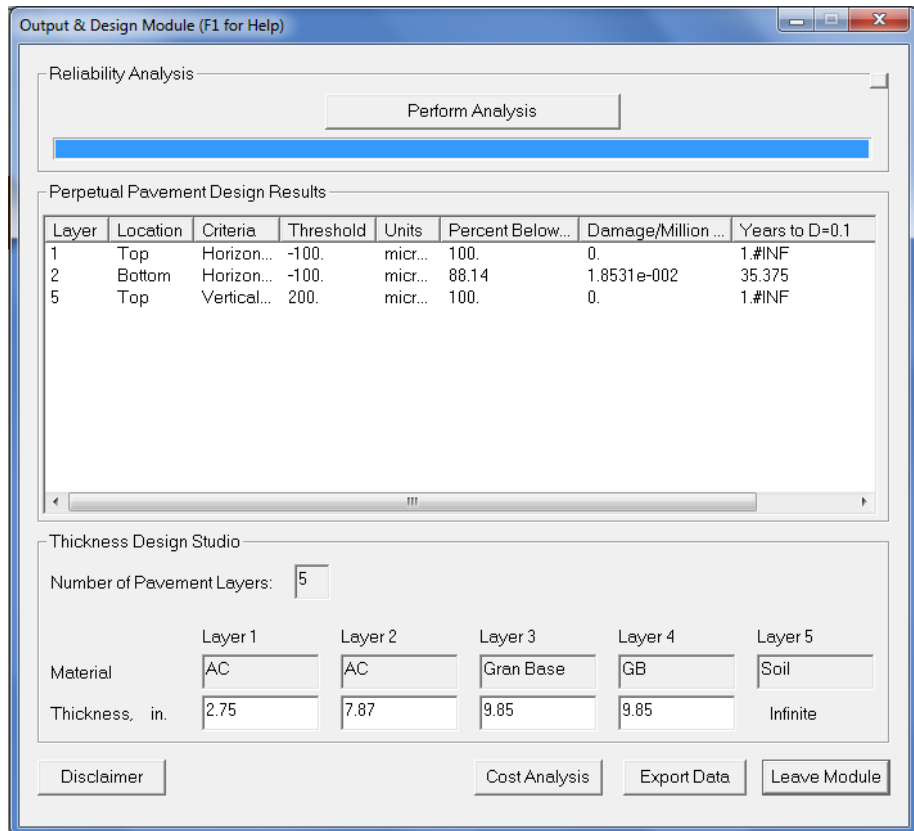 Output & Design Module (F1 for Help)
Reliability Analysis
Perform Analysis
Perpetual Pavement Design Results
Layer Location Criteria Threshold Units Percent Below... Damage/Million ... Years to D=0.1
1 Top Horizon... -100. micr... 100. 0. 1.#INF
2 Bottom Horizon... -100. micr... 88.14 1.8531e-002 35.375
5 Top Vertical... 200. micr... 100. 0. 1.#INF
Thickness Design Studio
Number of Pavement Layers: 5
Layer 1 Layer 2 Layer 3 Layer 4 Layer 5
Material AC AC Gran Base GB Soil
Thickness, in. 2.75 7.87 9.85 9.85 Infinite
Disclaimer Cost Analysis Export Data Leave Module